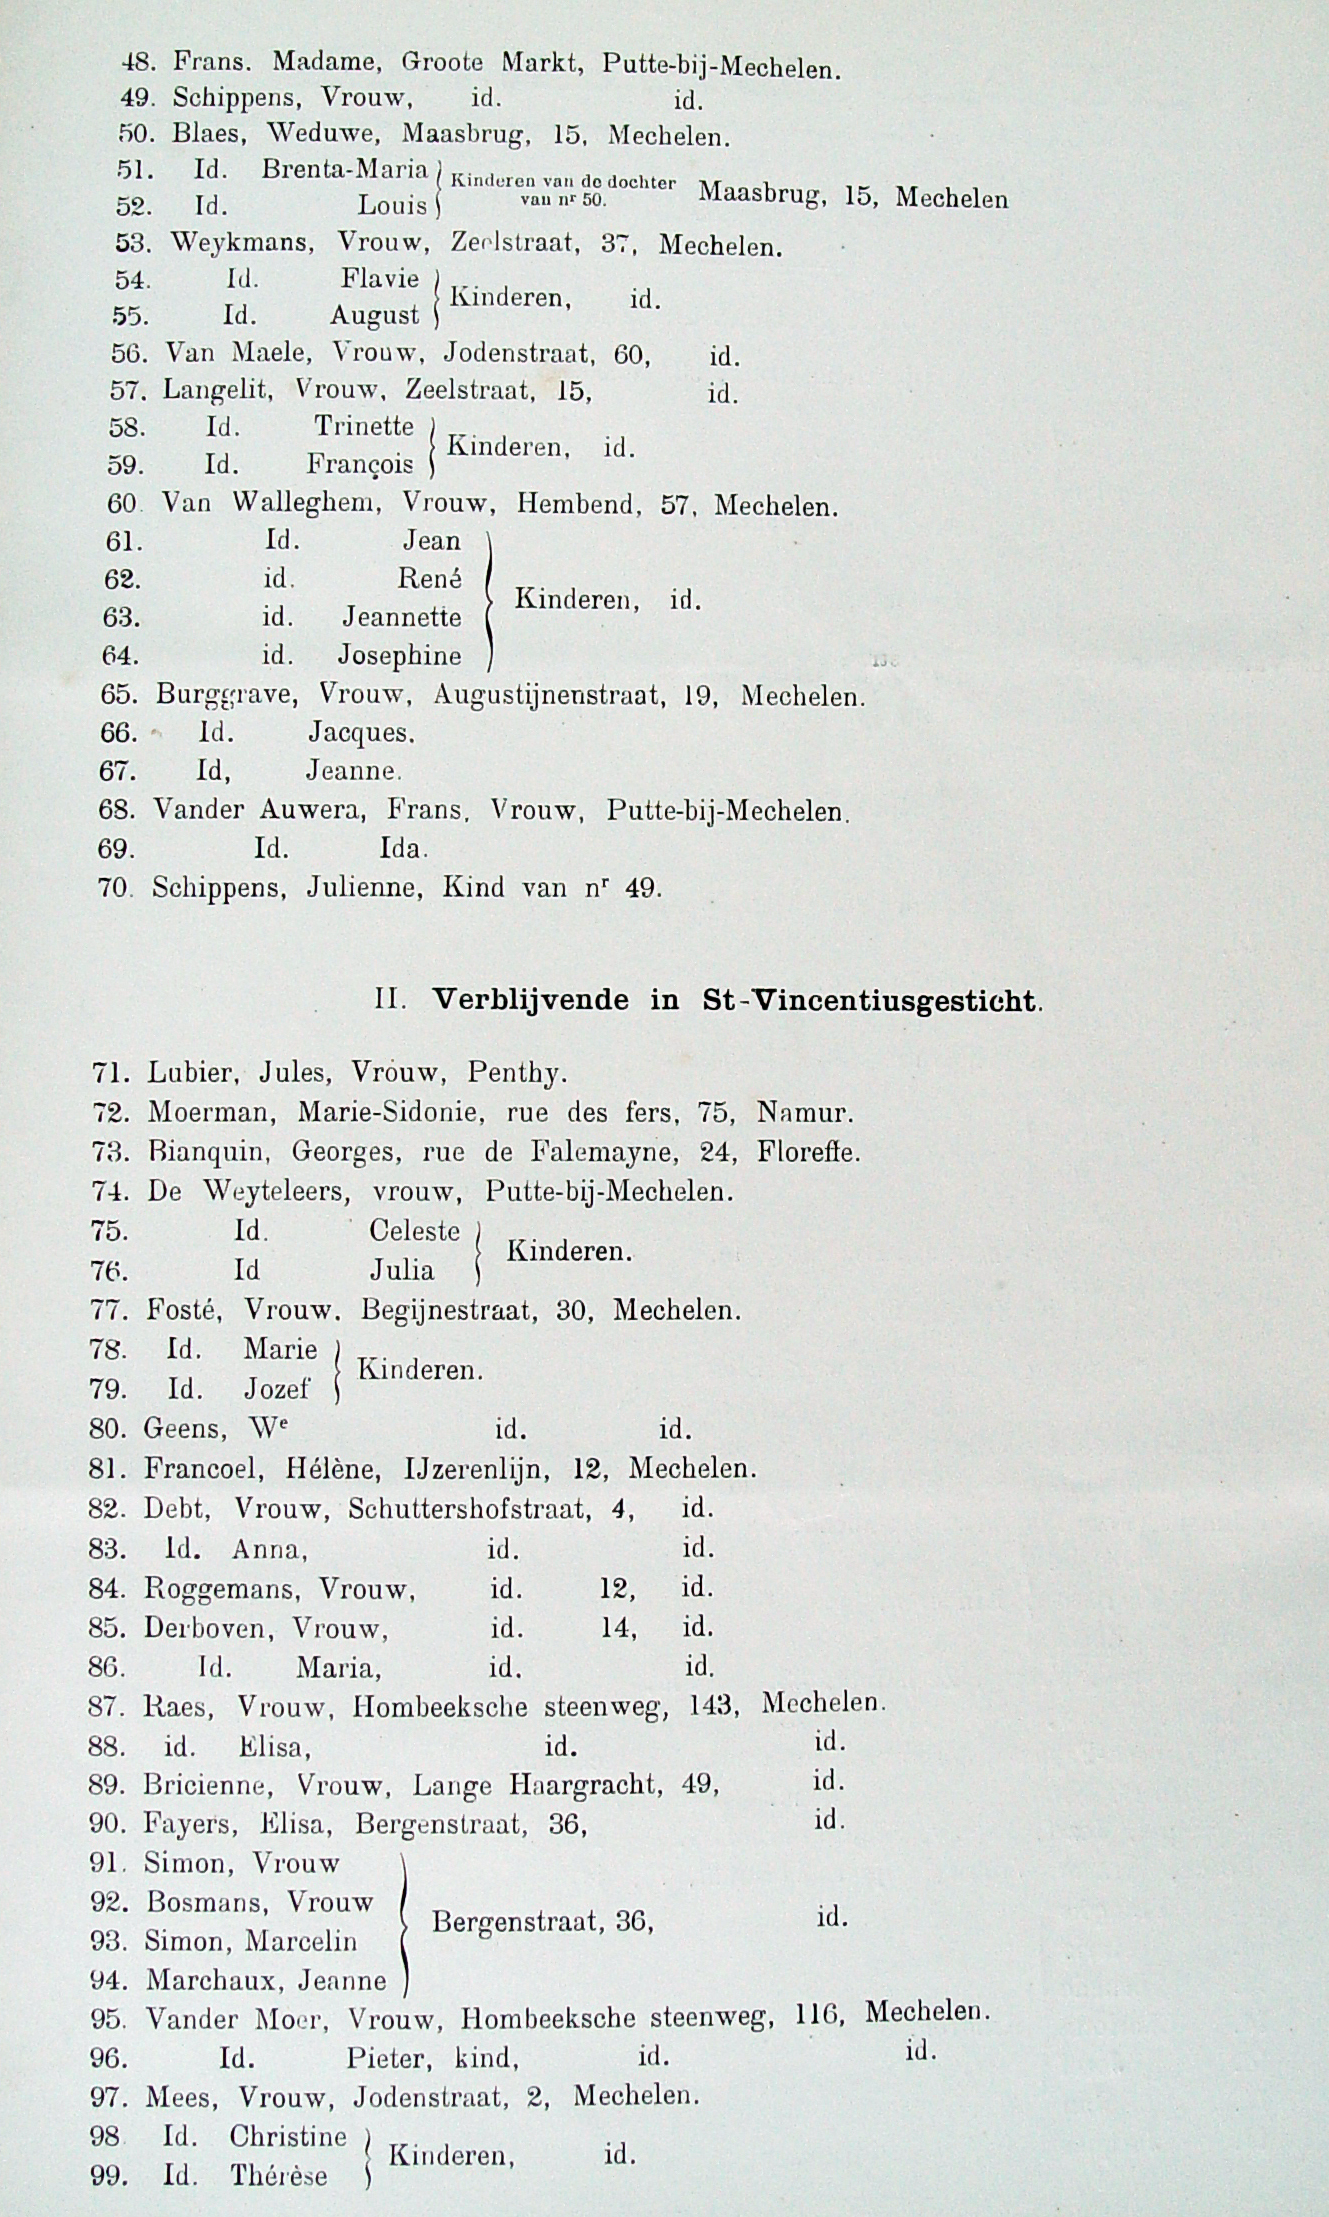 48. Frans. Madame, Groote Markt, Putte-bij-Mechelen.
49. Schippens, Vrouw, id. id.
50. Blaes, Weduwe, Maasbrug, 15, Mechelen.
51. Id. Brenta-Maria
52. Id. Louis
Kinderen van de dochter
van nr 50.
Maasbrug, 15, Mechelen
53. Weykmans, Vrouw, Zeelstraat, 37, Mechelen.
54. Id. Flavie
55. Id. August
Kinderen, id.
56. Van Maele, Vrouw, Jodenstraat, 60, id.
57. Langelit, Vrouw, Zeelstraat, 15, id.
58. Id. Trinette
59. Id. François
Kinderen, id.
60. Van Walleghem, Vrouw, Hembend, 57, Mechelen.
61. Id. Jean
62. id. René
63. id. Jeannette
64. id. Josephine
Kinderen, id.
65. Burggrave, Vrouw, Augustijnenstraat, 19, Mechelen.
66. Id. Jacques.
67. Id, Jeanne.
68. Vander Auwera, Frans, Vrouw, Putte-bij-Mechelen.
69. Id. Ida.
70. Schippens, Julienne, Kind van nr 49.
II. Verblijvende in St-Vincentiusgesticht.
71. Lubier, Jules, Vrouw, Penthy.
72. Moerman, Marie-Sidonie, rue des fers, 75, Namur.
73. Bianquin, Georges, rue de Falemayne, 24, Floreffe.
74. De Weyteleers, vrouw, Putte-bij-Mechelen.
75. Id. Celeste
76. Id Julia
Kinderen.
77. Fosté, Vrouw. Begijnestraat, 30, Mechelen.
78. Id. Marie
79. Id. Jozef
Kinderen.
80. Geens, We id. id.
81. Francoel, Hélène, IJzerenlijn, 12, Mechelen.
82. Debt, Vrouw, Schuttershofstraat, 4, id.
83. Id. Anna, id. id.
84. Roggemans, Vrouw, id. 12, id.
85. Derboven, Vrouw, id. 14, id.
86. Id. Maria, id. id.
87. Raes, Vrouw, Hombeeksche steenweg, 143, Mechelen.
88. id. Elisa, id. id.
89. Bricienne, Vrouw, Lange Haargracht, 49, id.
90. Fayers, Elisa, Bergenstraat, 36, id.
91. Simon, Vrouw
92. Bosmans, Vrouw
93. Simon, Marcelin
94. Marchaux, Jeanne
Bergenstraat, 36, id.
95. Vander Moer, Vrouw, Hombeeksche steenweg, 116, Mechelen.
96. Id. Pieter, kind, id. id.
97. Mees, Vrouw, Jodenstraat, 2, Mechelen.
98 Id. Christine
99. Id. Thérèse
Kinderen, id.